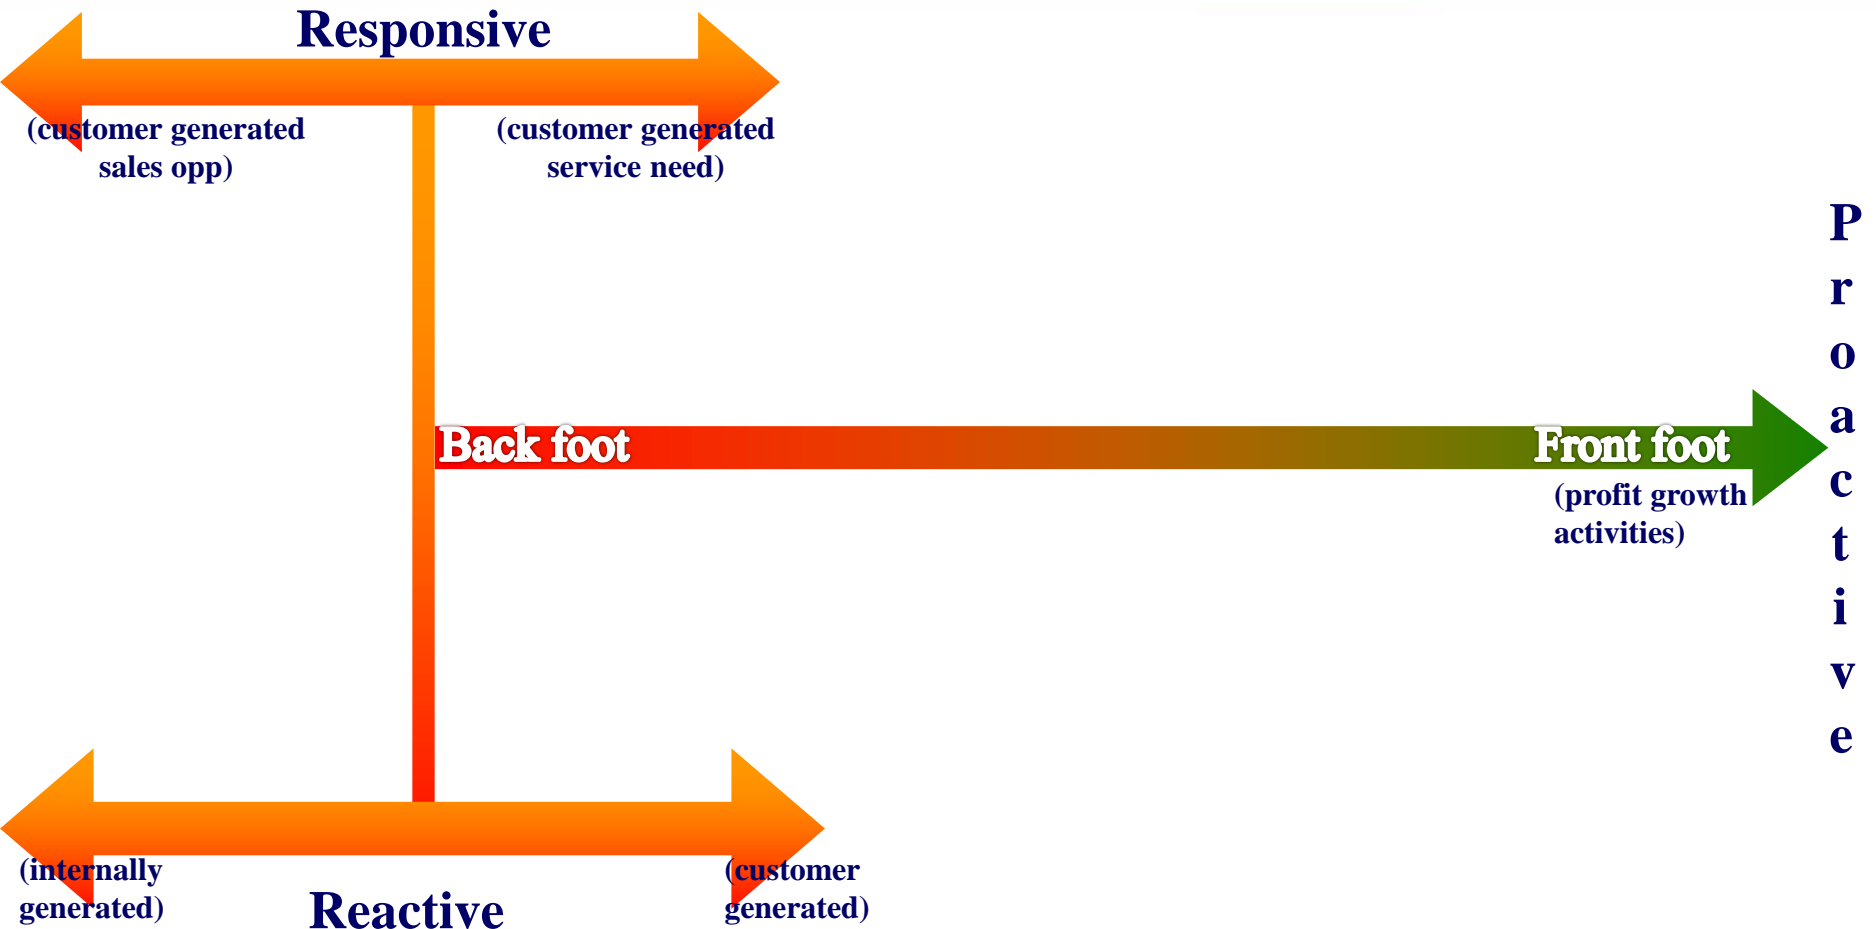 Responsive
(customer generated
sales opp)
(customer generated
service need)
Back foot
Front foot
(profit growth
activities)
P
r
o
a
c
t
i
v
e
(internally
generated)
(customer
generated)
Reactive